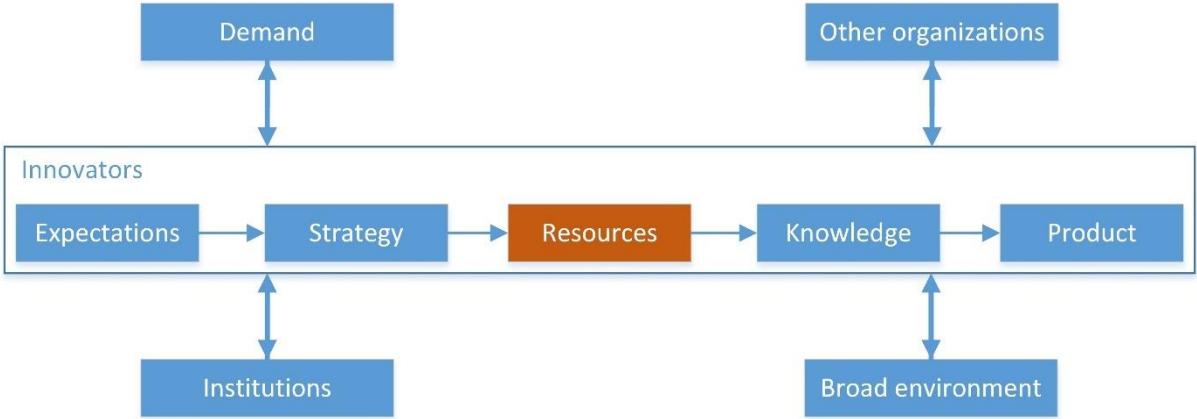 Demand
Other organizations
Innovators
Expectations
Strategy
Resources
Knowledge
Product
Institutions
Broad environment